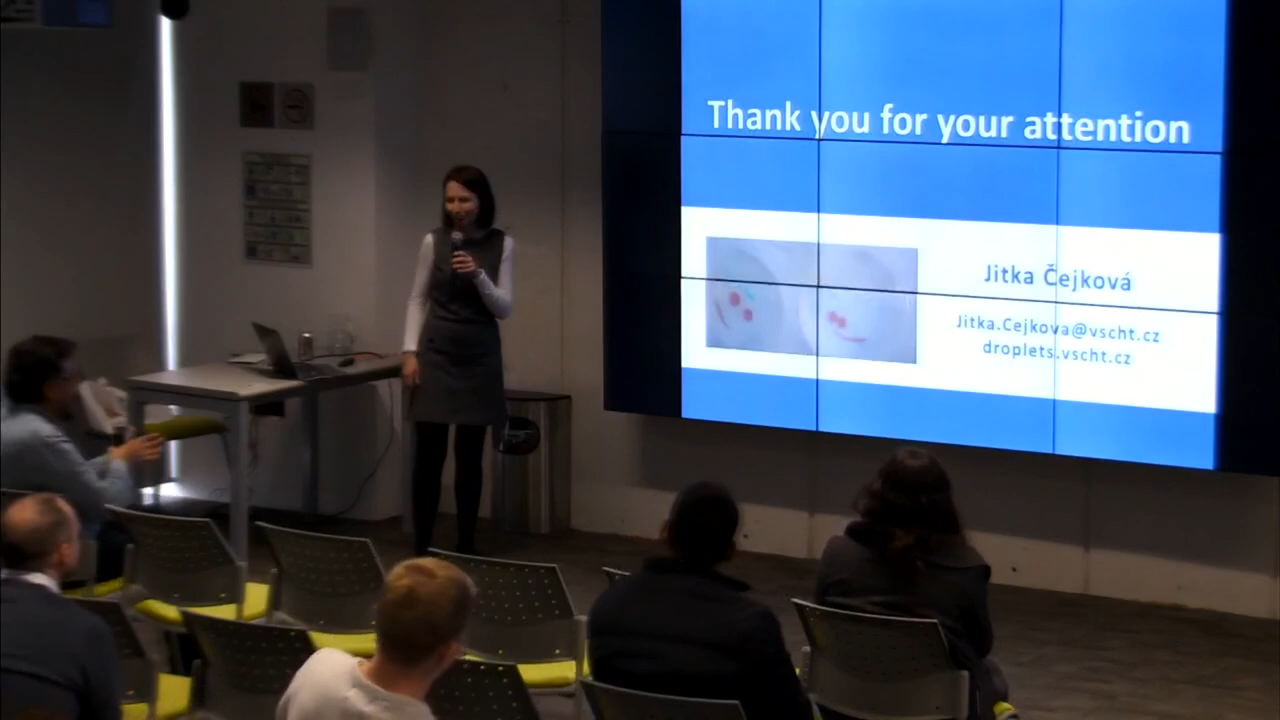 Thank you for your attention
Jitka Čejková
Jitka.Cejkova@vscht.cz
droplets.vscht.cz